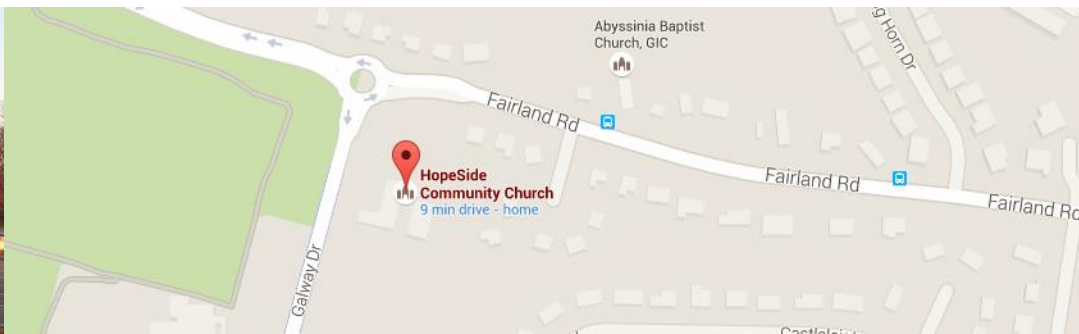 Abyssinia Baptist
Church, GIC
Fairland Rd
HopeSide
Community Church
9 min drive - home
Fairland Rd
Fairland Rd
Galway Dr
Horn Dr